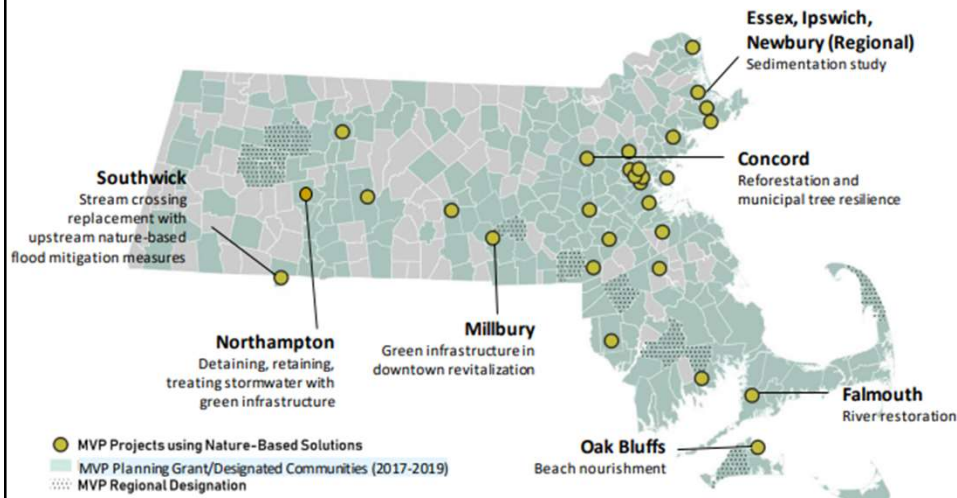 Essex, Ipswich,
Newbury (Regional)
Sedimentation study
Concord
Reforestation and
municipal tree resilience
Southwick
Stream crossing
replacement with
upstream nature-based
flood mitigation measures
Northampton
Detaining, retaining,
treating stormwater with
green infrastructure
Millbury
Green infrastructure in
downtown revitalization
Falmouth
River restoration
Oak Bluffs
Beach nourishment
MVP Projects using Nature-Based Solutions
MVP Planning Grant/Designated Communities (2017-2019)
MVP Regional Designation